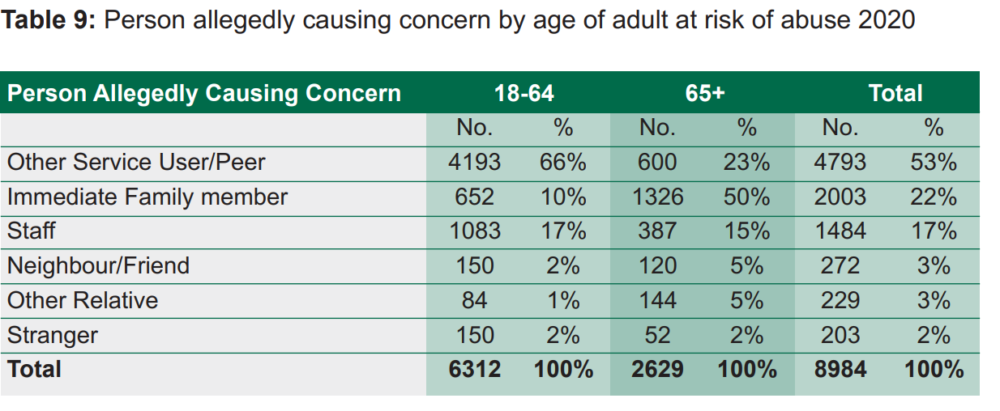 Table 9: Person allegedly causing concern by age of adult at risk of abuse 2020
Person Allegedly Causing Concern 18-64 65+ Total
No. % No. % No. %
Other Service User/Peer 4193 66% 600 23% 4793 53%
Immediate Family member 652 10% 1326 50% 2003 22%
Staff 1083 17% 387 15% 1484 17%
Neighbour/Friend 150 2% 120 5% 272 3%
Other Relative 84 1% 144 5% 229 3%
Stranger 150 2% 52 2% 203 2%
Total 6312 100% 2629 100% 8984 100%